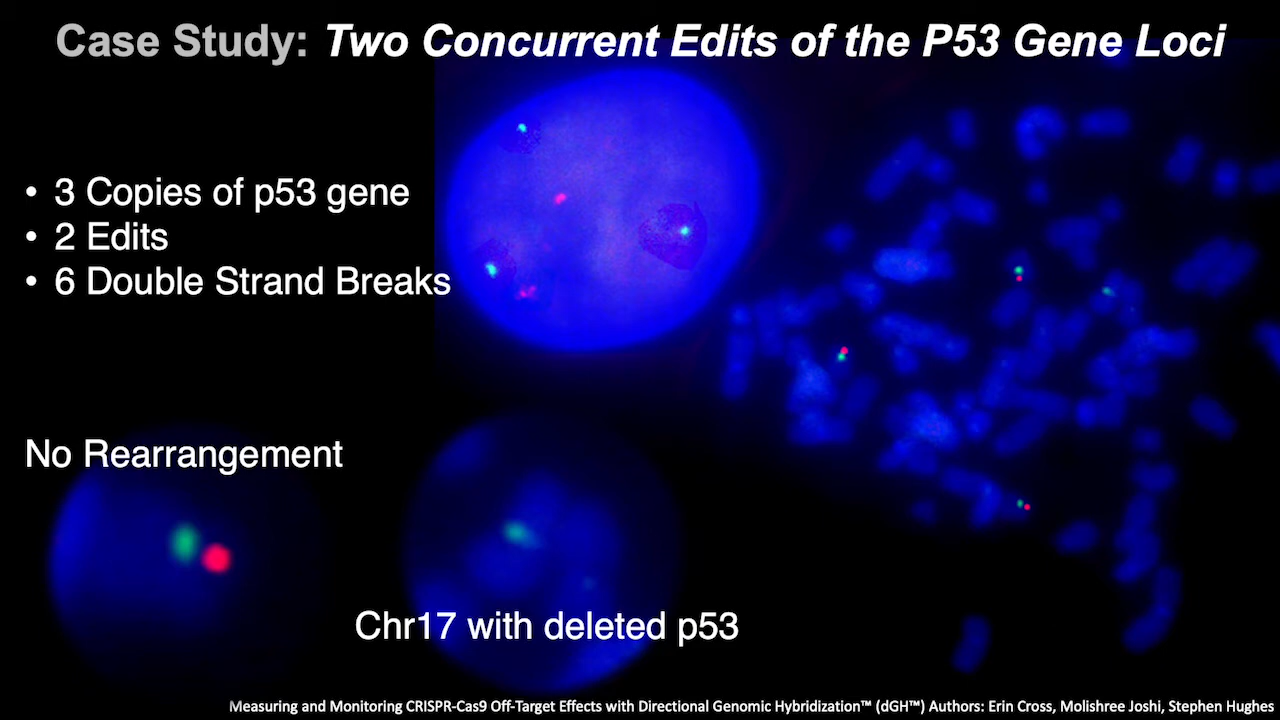 Case Study: Two Concurrent Edits of the P53 Gene Loci
• 3 Copies of p53 gene
• 2 Edits
• 6 Double Strand Breaks
No Rearrangement
Chr17 with deleted p53
Measuring and Monitoring CRISPR-Cas9 Off-Target Effects with Directional Genomic Hybridization™ (dGH™) Authors: Erin Cross, Molishree Joshi, Stephen Hughes